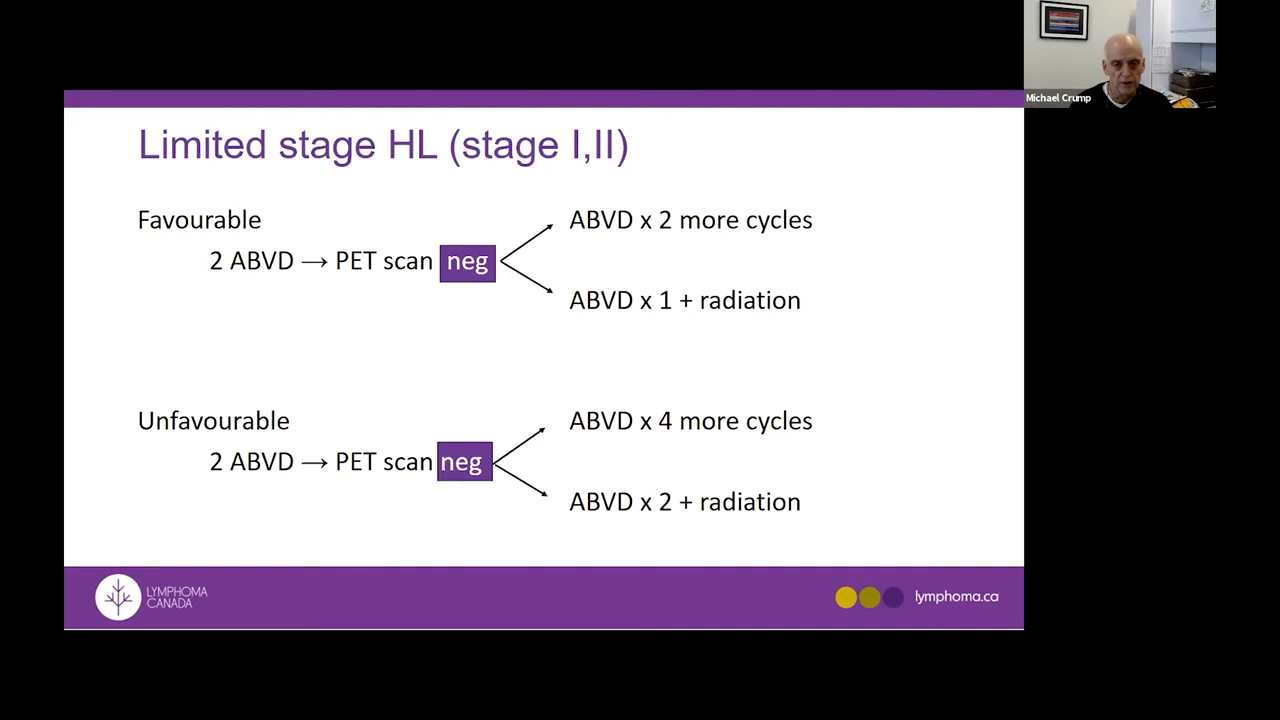 Michael Crump
Limited stage HL (stage I,II)
Favourable
2 ABVD → PET scan neg
ABVD x 2 more cycles
ABVD x 1 + radiation
Unfavourable
2 ABVD → PET scan neg
ABVD x 4 more cycles
ABVD x 2 + radiation
LYMPHOMA
CANADA
lymphoma.ca